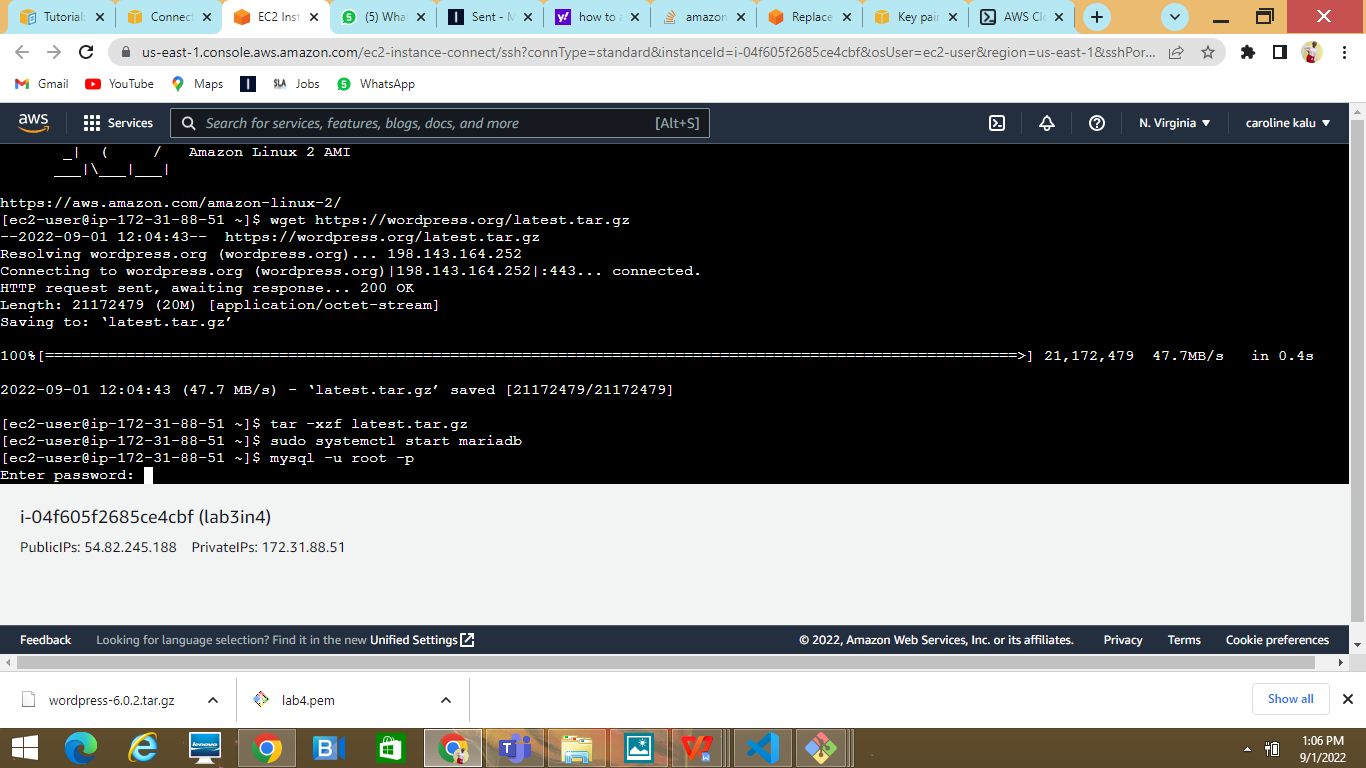 Tutorial:
Connect
EC2 Inst
(5) Wha
Sent - M
how to a
amazon
Replace
Key pair
AWS Cl
us-east-1.console.aws.amazon.com/ec2-instance-connect/ssh?connType=standard&instanceId=i-04f605f2685ce4cbf&osUser=ec2-user&region=us-east-1&sshPor...
Gmail
YouTube
Maps
SLA Jobs
WhatsApp
aws
Services
Search for services, features, blogs, docs, and more
[Alt+S]
N. Virginia ▼
caroline kalu ▼
_|  (     /   Amazon Linux 2 AMI
___|\___|___|
https://aws.amazon.com/amazon-linux-2/
[ec2-user@ip-172-31-88-51 ~]$ wget https://wordpress.org/latest.tar.gz
--2022-09-01 12:04:43--  https://wordpress.org/latest.tar.gz
Resolving wordpress.org (wordpress.org)... 198.143.164.252
Connecting to wordpress.org (wordpress.org)|198.143.164.252|:443... connected.
HTTP request sent, awaiting response... 200 OK
Length: 21172479 (20M) [application/octet-stream]
Saving to: ‘latest.tar.gz’
100%[============================================================================================================>] 21,172,479  47.7MB/s   in 0.4s
2022-09-01 12:04:43 (47.7 MB/s) - ‘latest.tar.gz’ saved [21172479/21172479]
[ec2-user@ip-172-31-88-51 ~]$ tar -xzf latest.tar.gz
[ec2-user@ip-172-31-88-51 ~]$ sudo systemctl start mariadb
[ec2-user@ip-172-31-88-51 ~]$ mysql -u root -p
Enter password:
i-04f605f2685ce4cbf (lab3in4)
PublicIPs: 54.82.245.188    PrivateIPs: 172.31.88.51
Feedback
Looking for language selection? Find it in the new Unified Settings
© 2022, Amazon Web Services, Inc. or its affiliates.
Privacy
Terms
Cookie preferences
wordpress-6.0.2.tar.gz
lab4.pem
Show all
lenovo
1:06 PM
9/1/2022